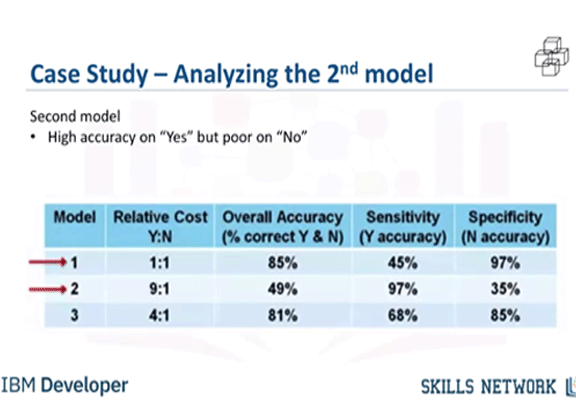 Case Study – Analyzing the 2nd model
Second model
• High accuracy on “Yes” but poor on “No”
Model Relative Cost Overall Accuracy Sensitivity Specificity
Y:N (% correct Y & N) (Y accuracy) (N accuracy)
1 1:1 85% 45% 97%
2 9:1 49% 97% 35%
3 4:1 81% 68% 85%
IBM Developer
SKILLS NETWORK